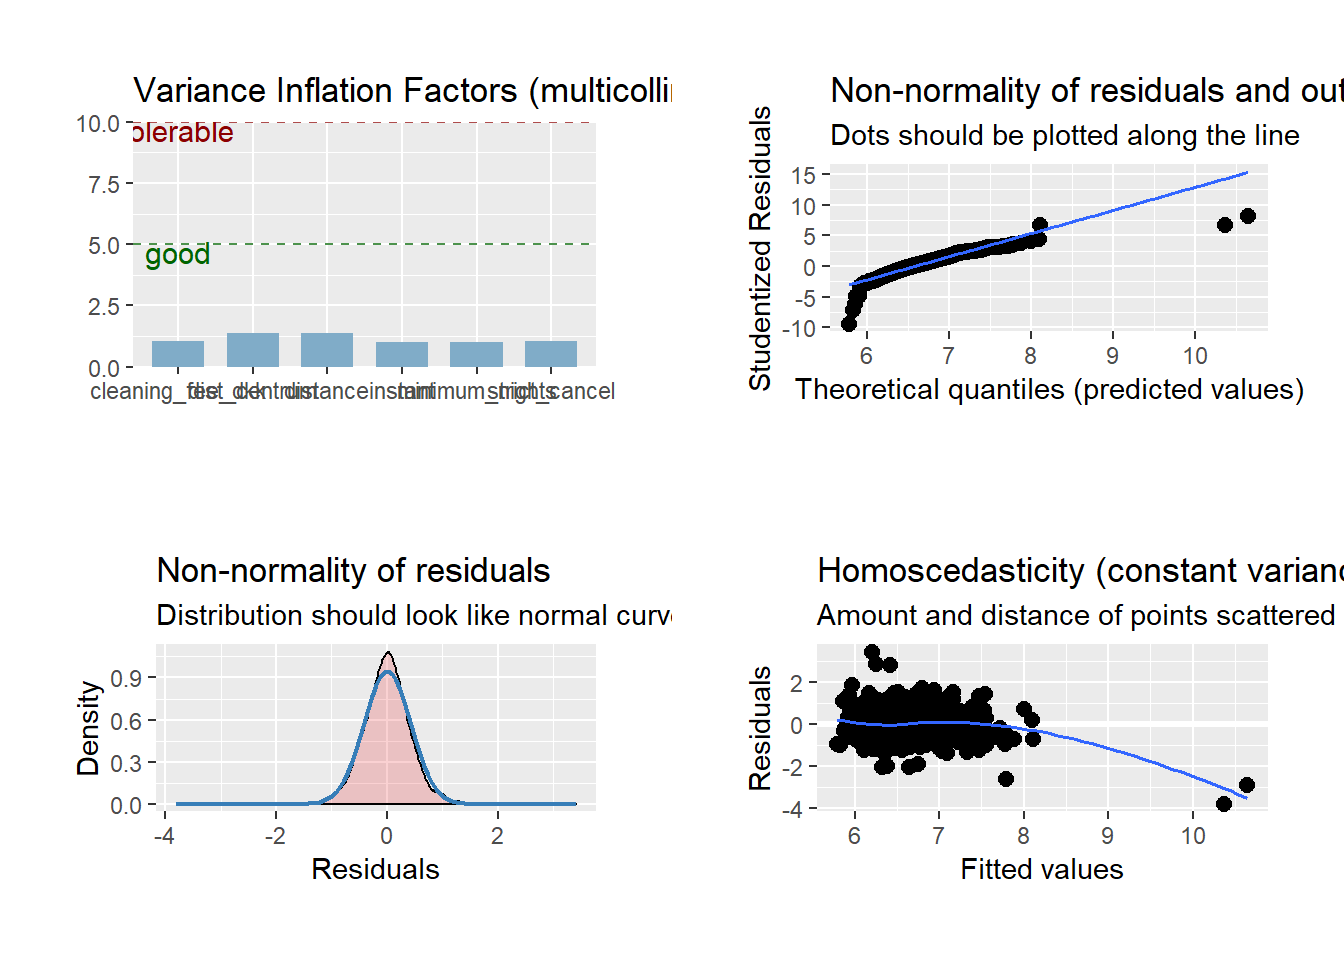 Variance Inflation Factors (multicolli
10.0
7.5
5.0
2.5
0.0
olerable
good
cleaning_fee
distance
Non-normality of residuals and out
Dots should be plotted along the line
Studentized Residuals
15
10
5
0
-5
-10
6
7
8
9
10
Theoretical quantiles (predicted values)
Non-normality of residuals
Distribution should look like normal curve
Density
0.9
0.6
0.3
0.0
-4
-2
0
2
Residuals
Homoscedasticity (constant varianc
Amount and distance of points scattered
Residuals
2
0
-2
-4
6
7
8
9
10
Fitted values